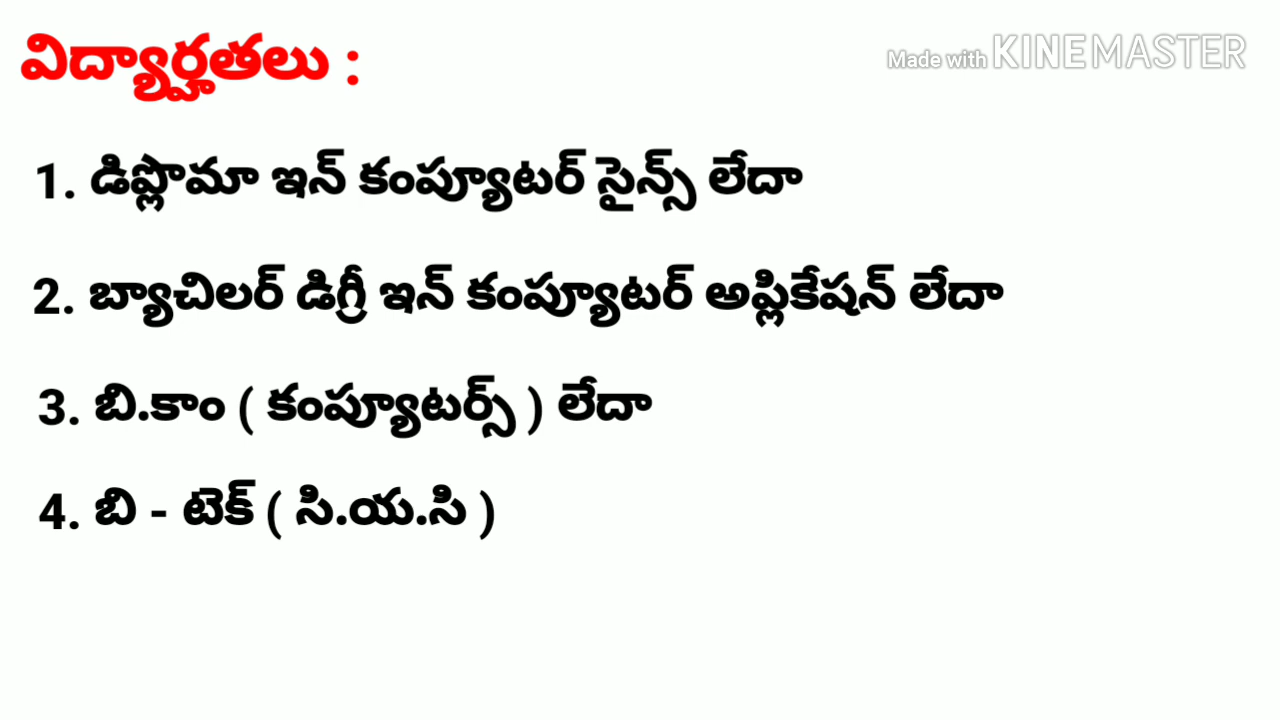 విద్యార్హతలు :
Made with KINEMASTER
1. డిప్లొమా ఇన్ కంప్యూటర్ సైన్స్ లేదా
2. బ్యాచిలర్ డిగ్రీ ఇన్ కంప్యూటర్ అప్లికేషన్ లేదా
3. బి.కాం ( కంప్యూటర్స్ ) లేదా
4. బి - టెక్ ( సి.య.సి )